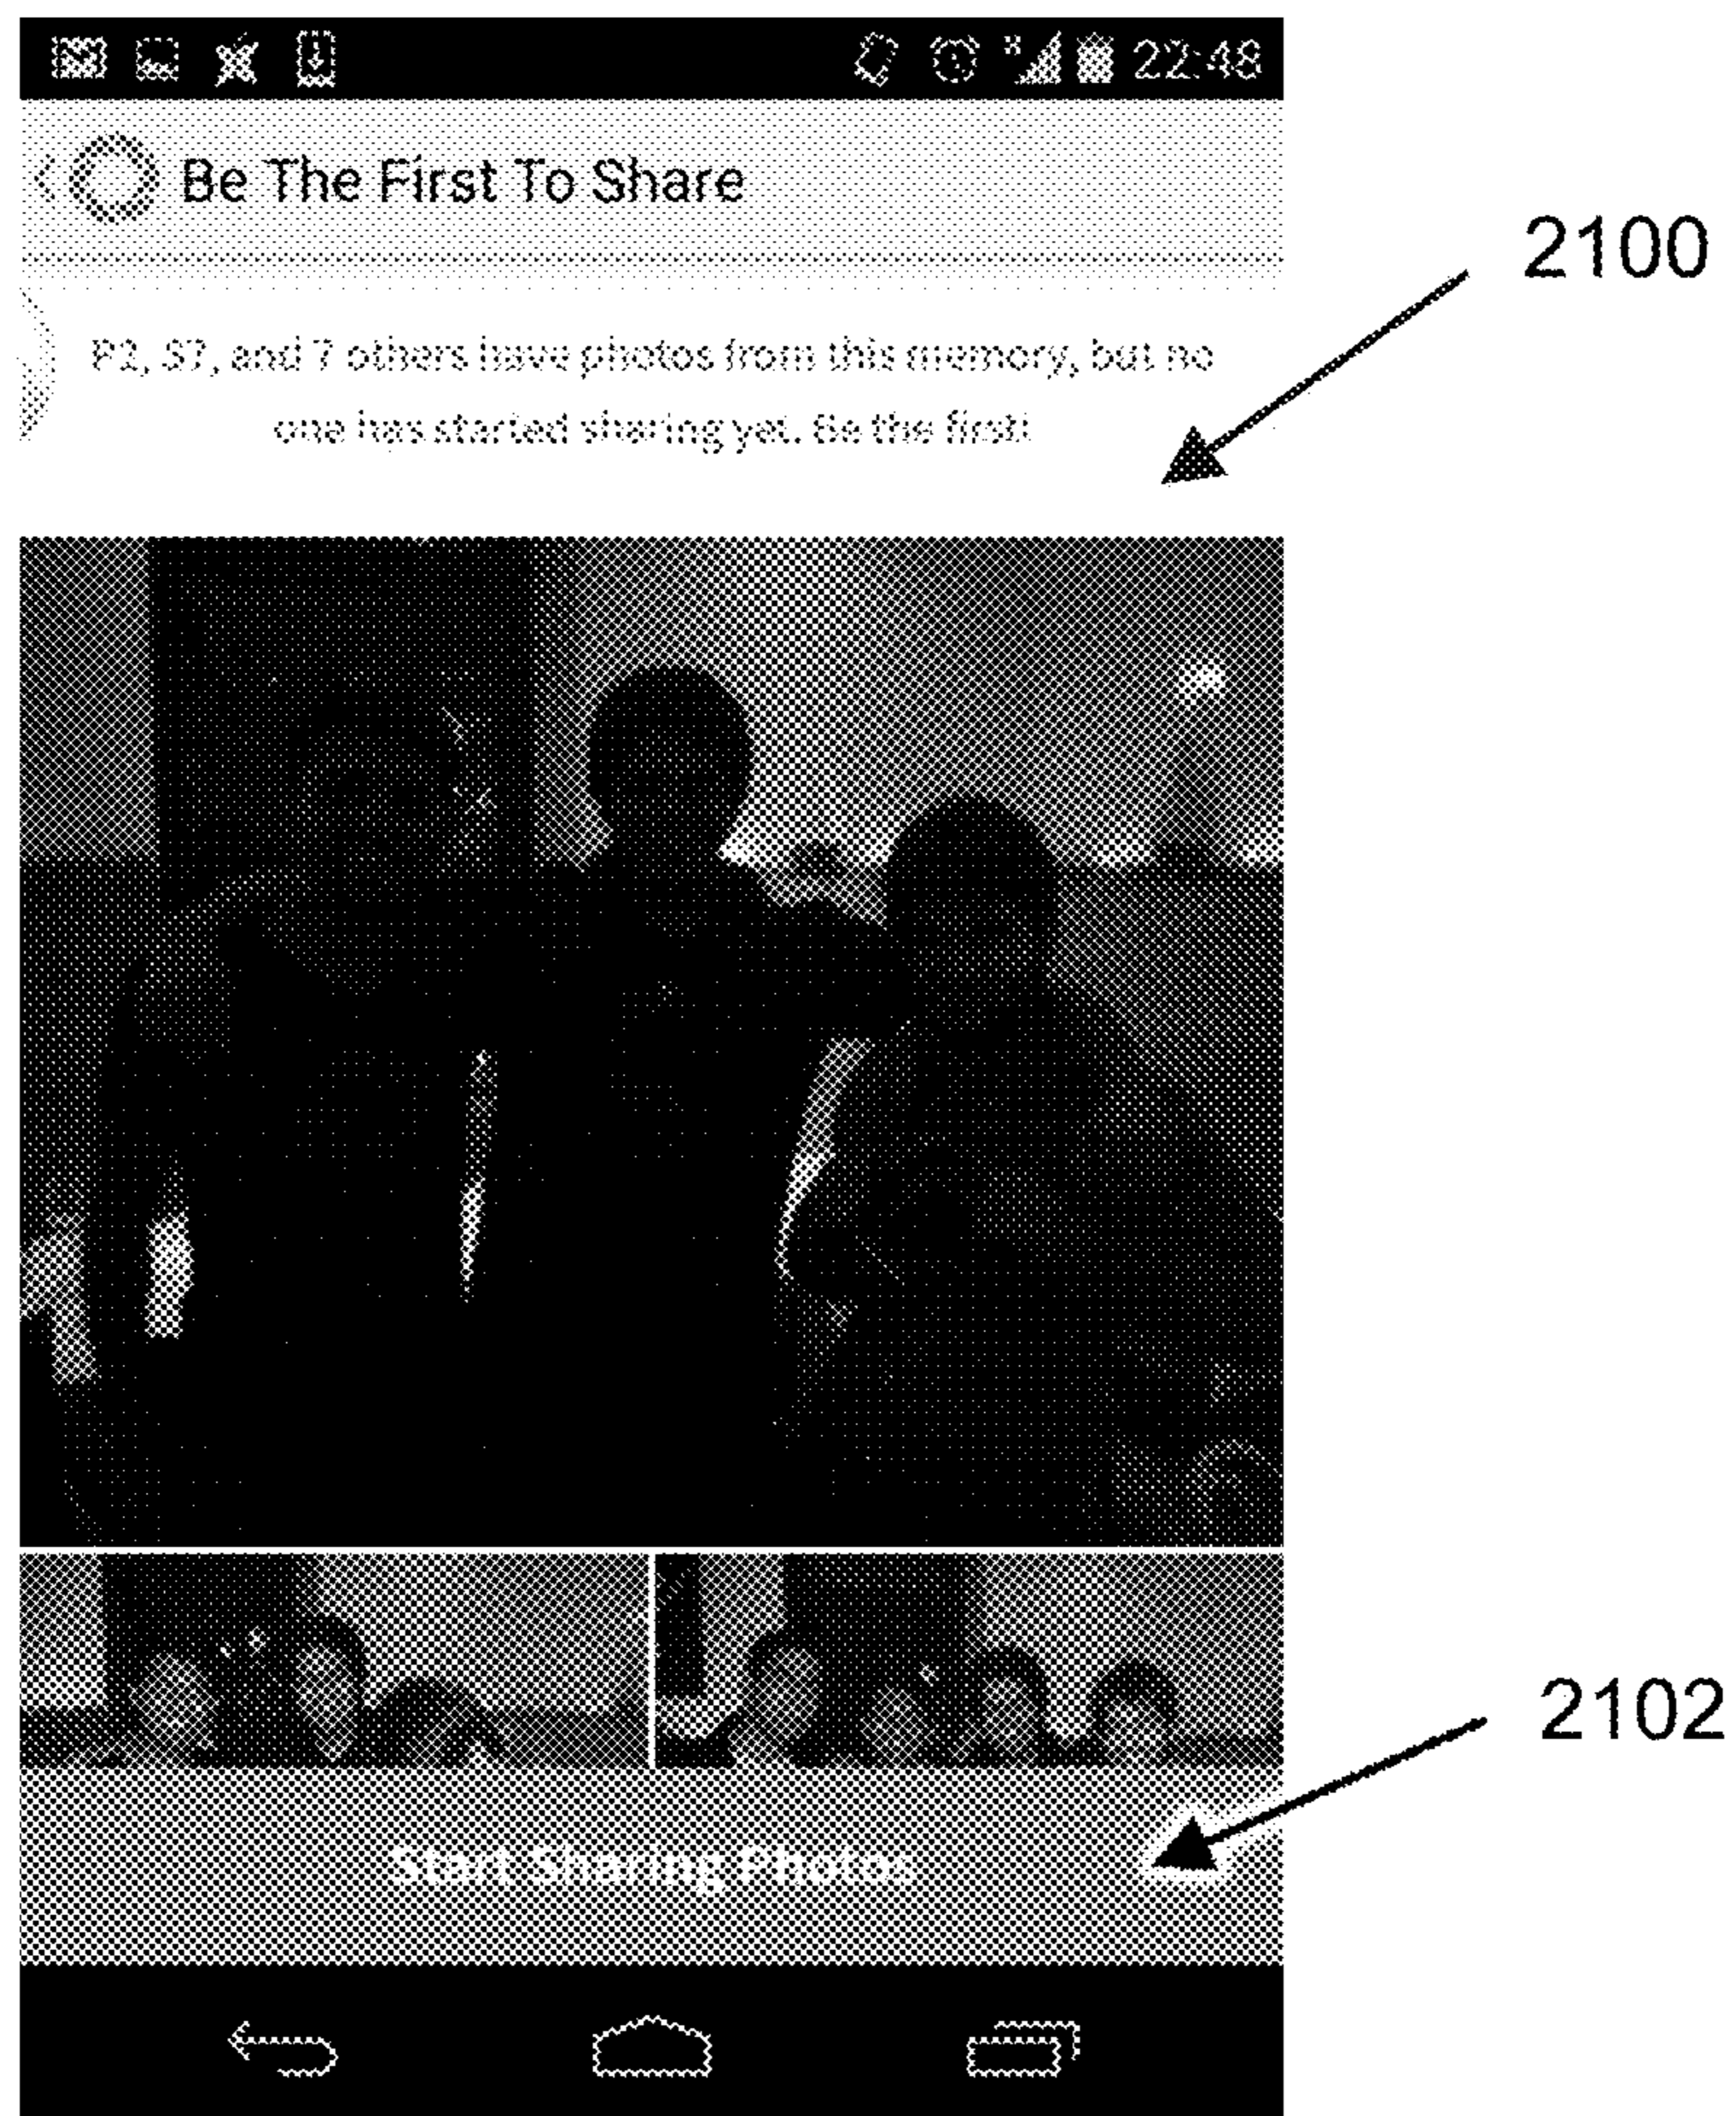 22:48
Be The First To Share
2100
P2, S7, and 7 others have photos from this memory, but no
one has started sharing yet. Be the first!
2102
Start Sharing Photos